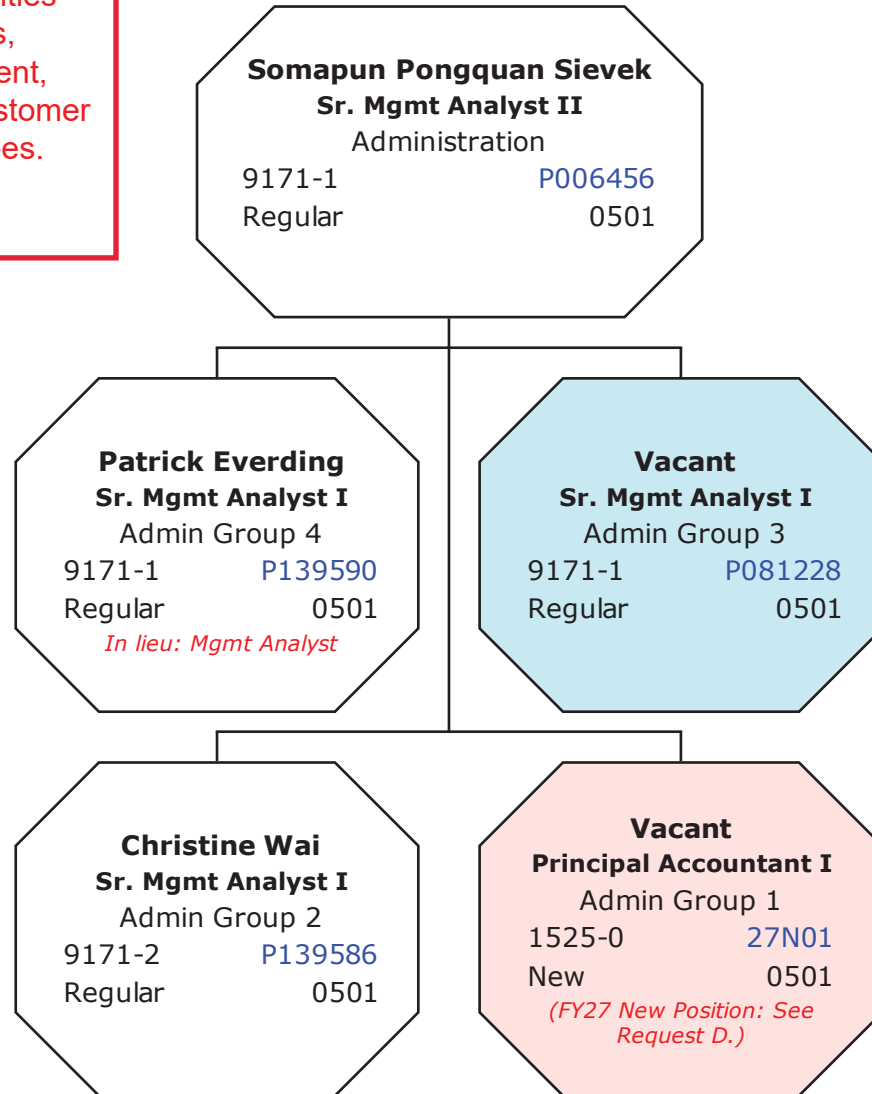 ent,
stomer
es.
Somapun Pongquan Sievek
Sr. Mgmt Analyst II
Administration
9171-1 P006456
Regular 0501
Patrick Everding
Sr. Mgmt Analyst I
Admin Group 4
9171-1 P139590
Regular 0501
In lieu: Mgmt Analyst
Vacant
Sr. Mgmt Analyst I
Admin Group 3
9171-1 P081228
Regular 0501
Christine Wai
Sr. Mgmt Analyst I
Admin Group 2
9171-2 P139586
Regular 0501
Vacant
Principal Accountant I
Admin Group 1
1525-0 27N01
New 0501
(FY27 New Position: See
Request D.)